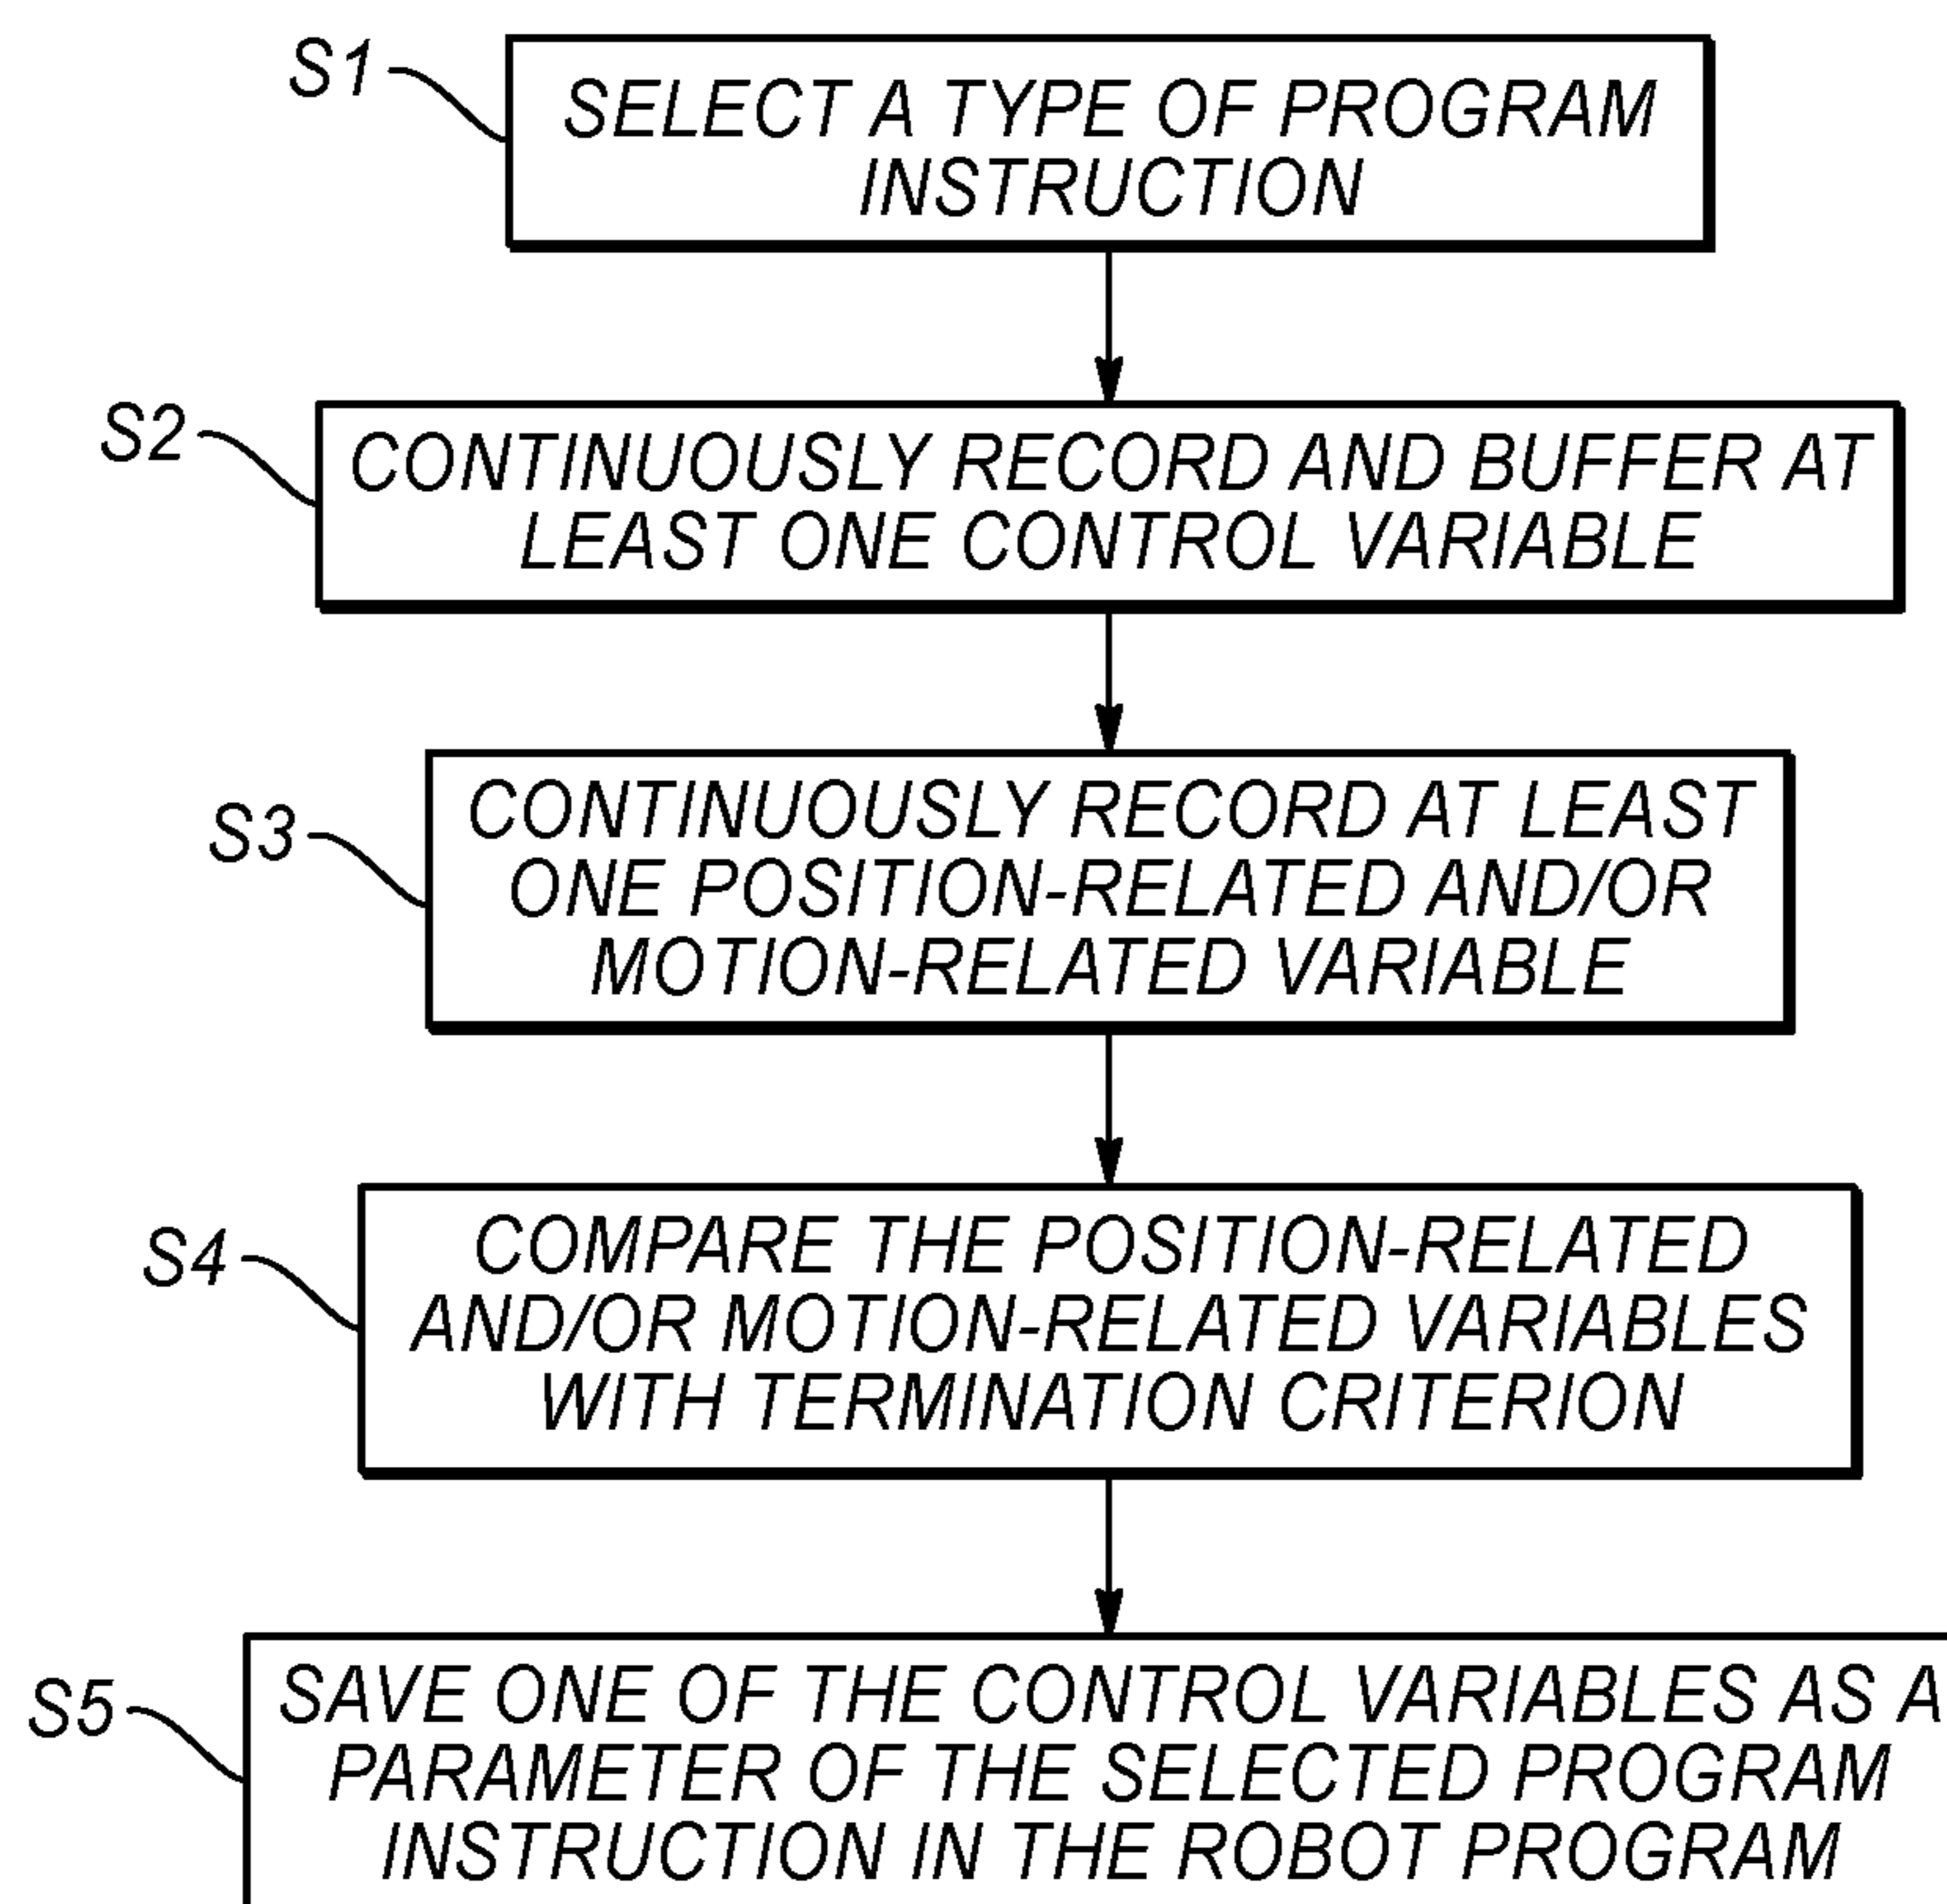 S1
SELECT A TYPE OF PROGRAM
INSTRUCTION
S2
CONTINUOUSLY RECORD AND BUFFER AT
LEAST ONE CONTROL VARIABLE
S3
CONTINUOUSLY RECORD AT LEAST
ONE POSITION-RELATED AND/OR
MOTION-RELATED VARIABLE
S4
COMPARE THE POSITION-RELATED
AND/OR MOTION-RELATED VARIABLES
WITH TERMINATION CRITERION
S5
SAVE ONE OF THE CONTROL VARIABLES AS A
PARAMETER OF THE SELECTED PROGRAM
INSTRUCTION IN THE ROBOT PROGRAM